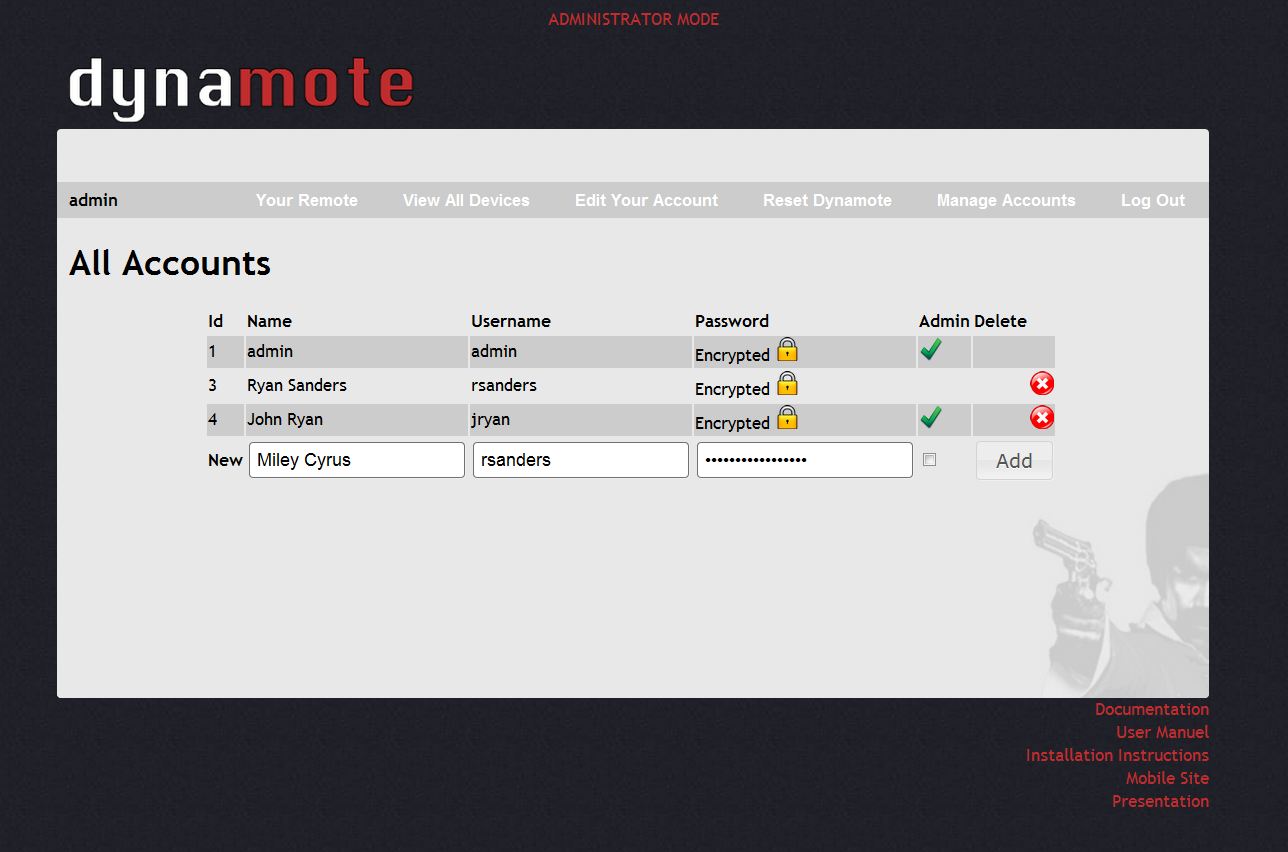 ADMINISTRATOR MODE
dynamote
admin Your Remote View All Devices Edit Your Account Reset Dynamote Manage Accounts Log Out
All Accounts
Id Name Username Password Admin Delete
1 admin admin Encrypted
3 Ryan Sanders rsanders Encrypted
4 John Ryan jryan Encrypted
New Miley Cyrus rsanders ••••••••••••••••• Add
Documentation
User Manuel
Installation Instructions
Mobile Site
Presentation